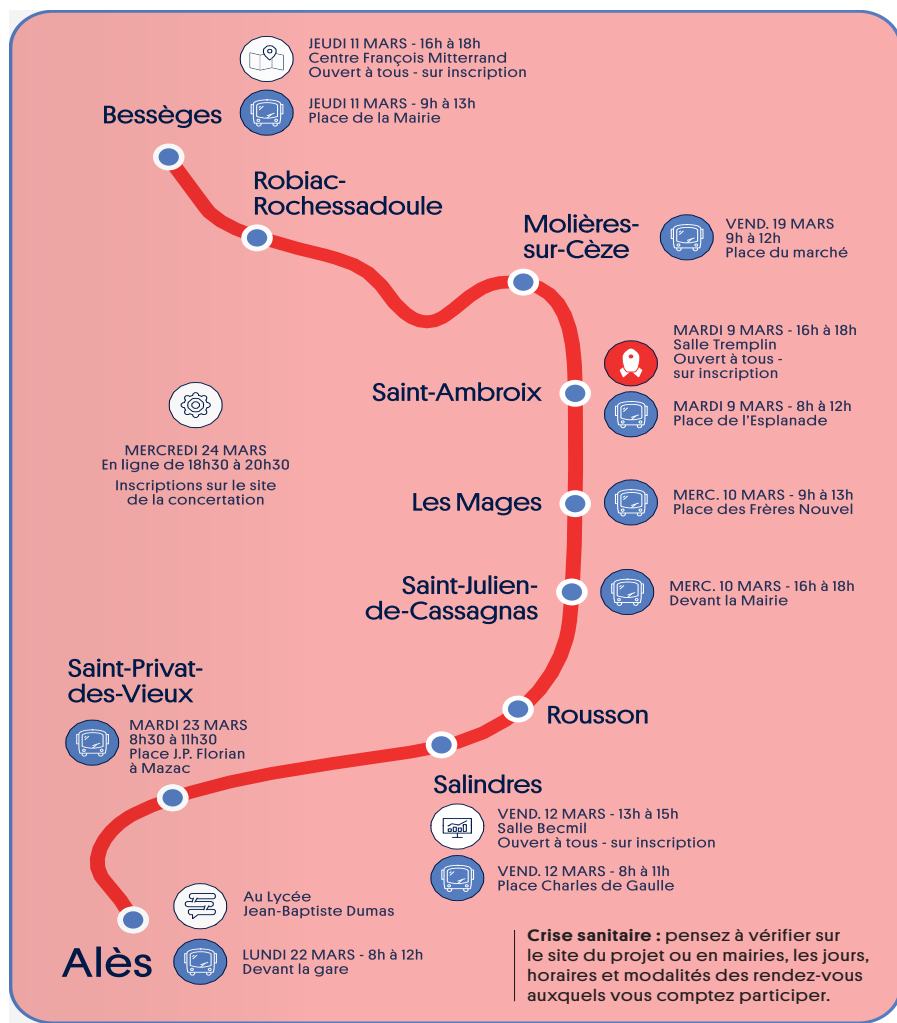 JEUDI 11 MARS - 16h à 18h
Centre François Mitterrand
Ouvert à tous - sur inscription
JEUDI 11 MARS - 9h à 13h
Place de la Mairie
Bessèges
Robiac-
Rochessadoule
Molières-
sur-Cèze
VEND. 19 MARS
9h à 12h
Place du marché
MARDI 9 MARS - 16h à 18h
Salle Tremplin
Ouvert à tous -
sur inscription
Saint-Ambroix
MARDI 9 MARS - 8h à 12h
Place de l'Esplanade
MERCREDI 24 MARS
En ligne de 18h30 à 20h30
Inscriptions sur le site
de la concertation
Les Mages
MERC. 10 MARS - 9h à 13h
Place des Frères Nouvel
Saint-Julien-
de-Cassagnas
MERC. 10 MARS - 16h à 18h
Devant la Mairie
Saint-Privat-
des-Vieux
MARDI 23 MARS
8h30 à 11h30
Place J.P. Florian
à Mazac
Rousson
Salindres
VEND. 12 MARS - 13h à 15h
Salle Becmil
Ouvert à tous - sur inscription
VEND. 12 MARS - 8h à 11h
Place Charles de Gaulle
Au Lycée
Jean-Baptiste Dumas
Alès
LUNDI 22 MARS - 8h à 12h
Devant la gare
Crise sanitaire : pensez à vérifier sur
le site du projet ou en mairies, les jours,
horaires et modalités des rendez-vous
auxquels vous comptez participer.